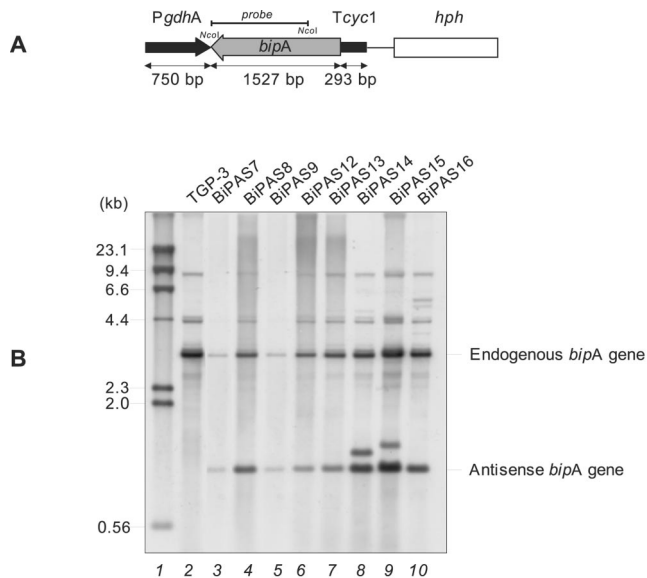 A
PgdhA
probe
Tcyc1
hph
NcoI
NcoI
bipA
750 bp
1527 bp
293 bp
B
(kb)
TGP-3
BiPAS7
BiPAS8
BiPAS9
BiPAS12
BiPAS13
BiPAS14
BiPAS15
BiPAS16
23.1
9.4
6.6
4.4
2.3
2.0
0.56
Endogenous bipA gene
Antisense bipA gene
1 2 3 4 5 6 7 8 9 10